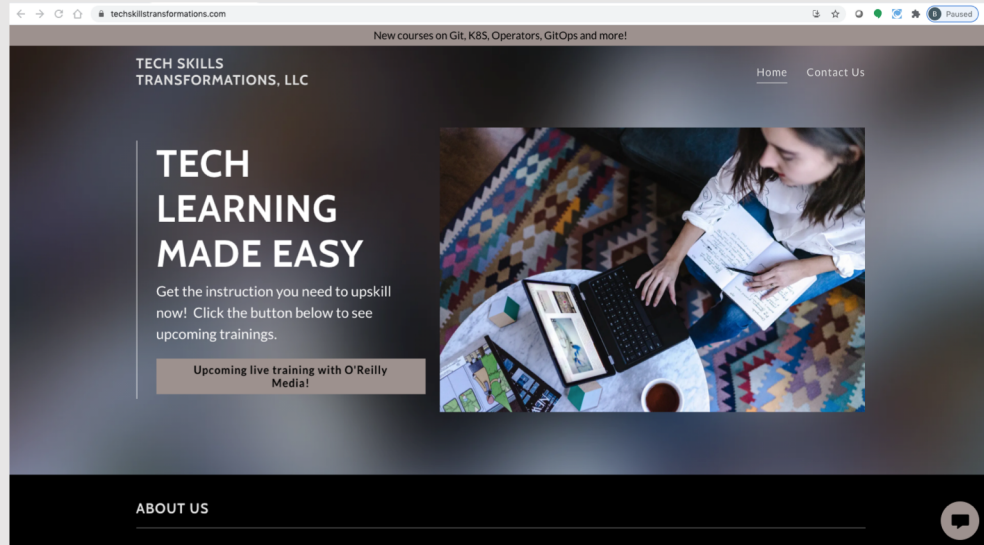 techskillstransformations.com
B Paused
New courses on Git, K8S, Operators, GitOps and more!
TECH SKILLS
TRANSFORMATIONS, LLC
Home Contact Us
TECH
LEARNING
MADE EASY
Get the instruction you need to upskill
now! Click the button below to see
upcoming trainings.
Upcoming live training with O'Reilly
Media!
ABOUT US